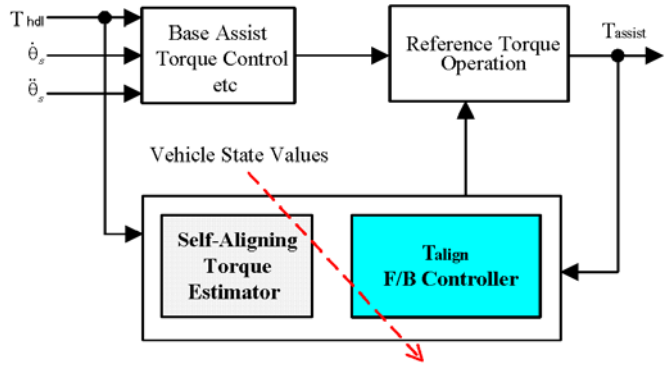 T hdl
θ̇s
θ̈s
Base Assist
Torque Control
etc
Reference Torque
Operation
Tassist
Vehicle State Values
Self-Aligning
Torque
Estimator
Talign
F/B Controller